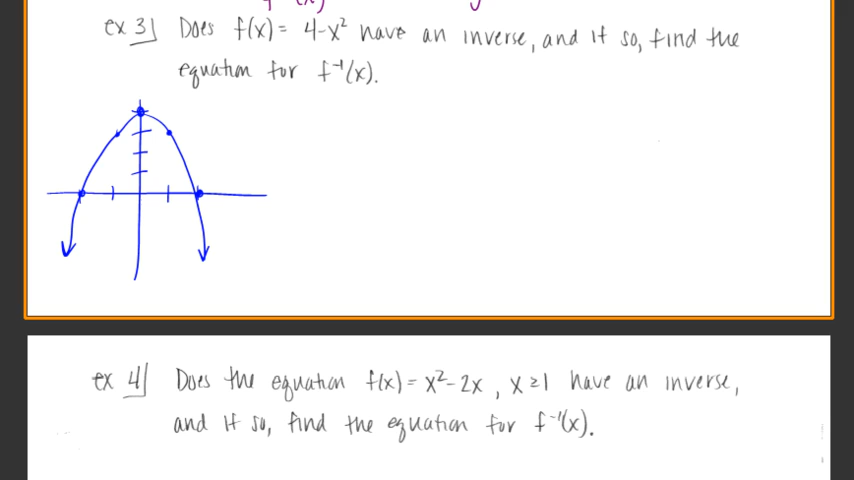 ex 3] Does f(x) = 4-x² have an inverse, and if so, find the
equation for f⁻¹(x).
ex 4] Does the equation f(x) = x²-2x, x≥1 have an inverse,
and if so, find the equation for f⁻¹(x).